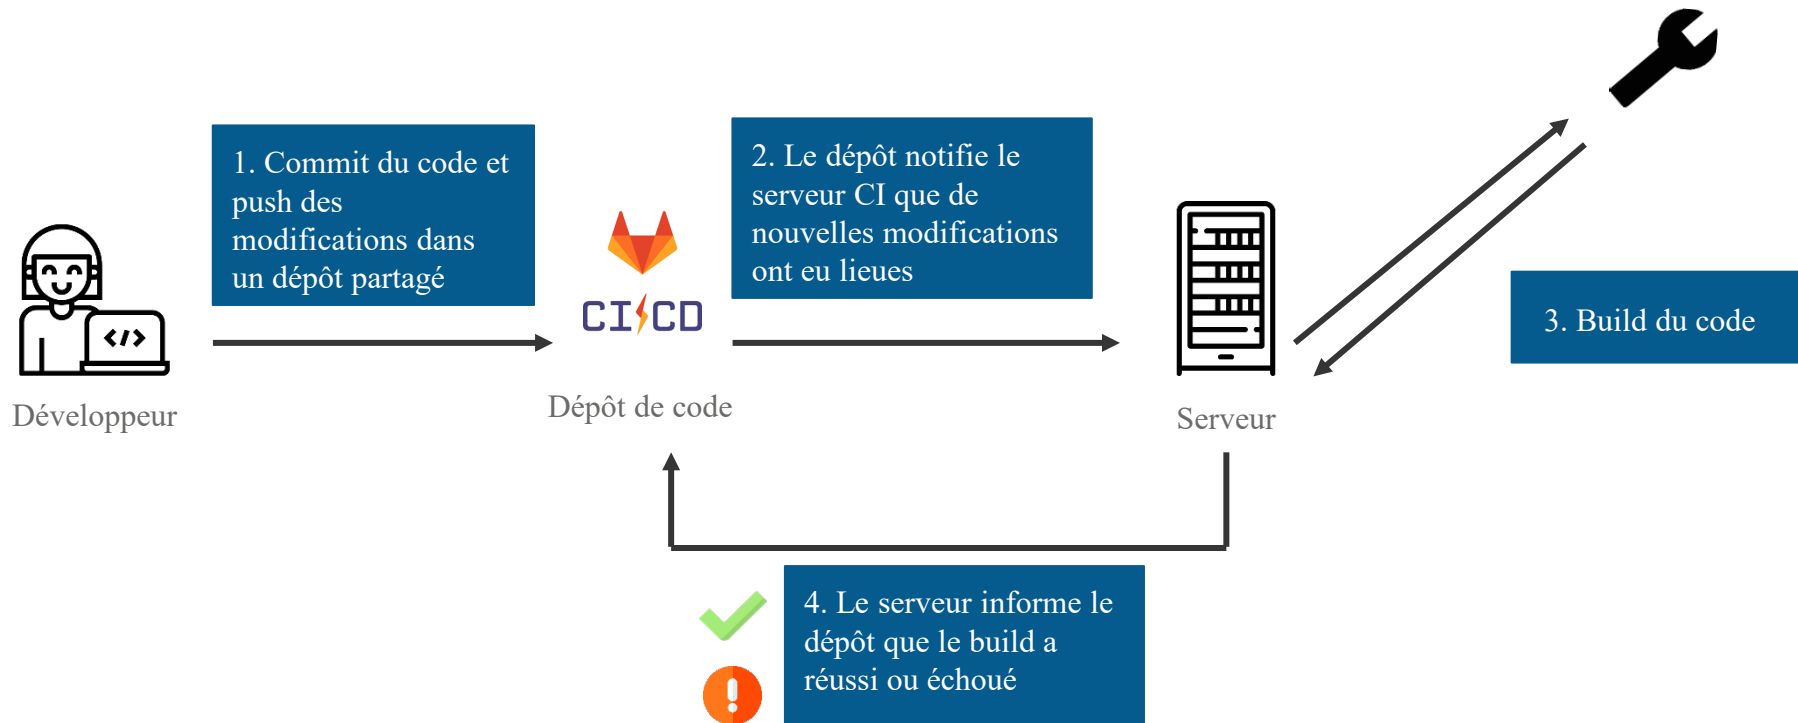 1. Commit du code et
push des
modifications dans
un dépôt partagé
2. Le dépôt notifie le
serveur CI que de
nouvelles modifications
ont eu lieues
3. Build du code
CI CD
</>
Développeur
Dépôt de code
Serveur
4. Le serveur informe le
dépôt que le build a
réussi ou échoué